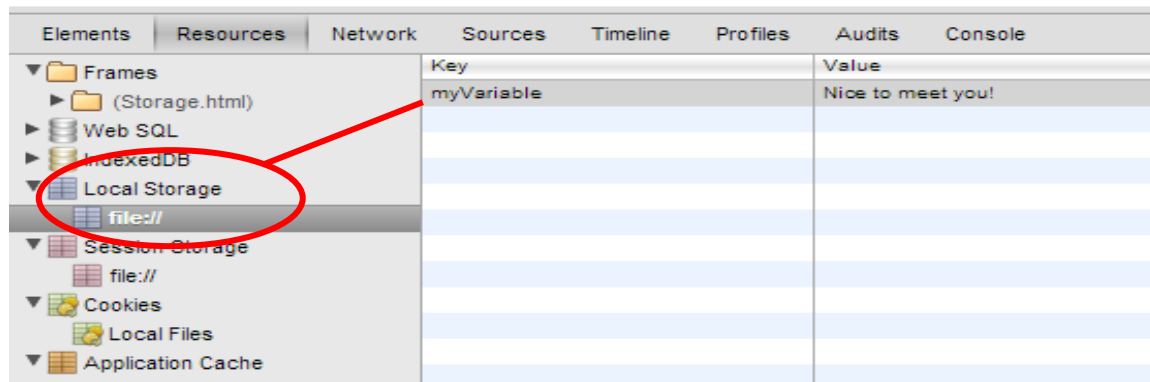 Elements Resources Network Sources Timeline Profiles Audits Console
Frames
(Storage.html)
Web SQL
IndexedDB
Local Storage
file://
Session Storage
file://
Cookies
Local Files
Application Cache
Key Value
myVariable Nice to meet you!